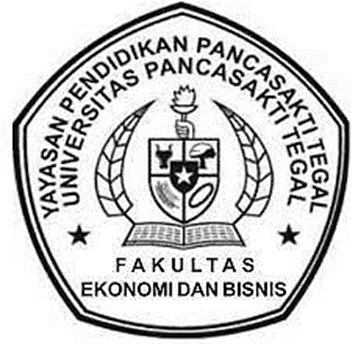 YAYASAN PENDIDIKAN PANCASAKTI TEGAL
UNIVERSITAS PANCASAKTI TEGAL
FAKULTAS
EKONOMI DAN BISNIS